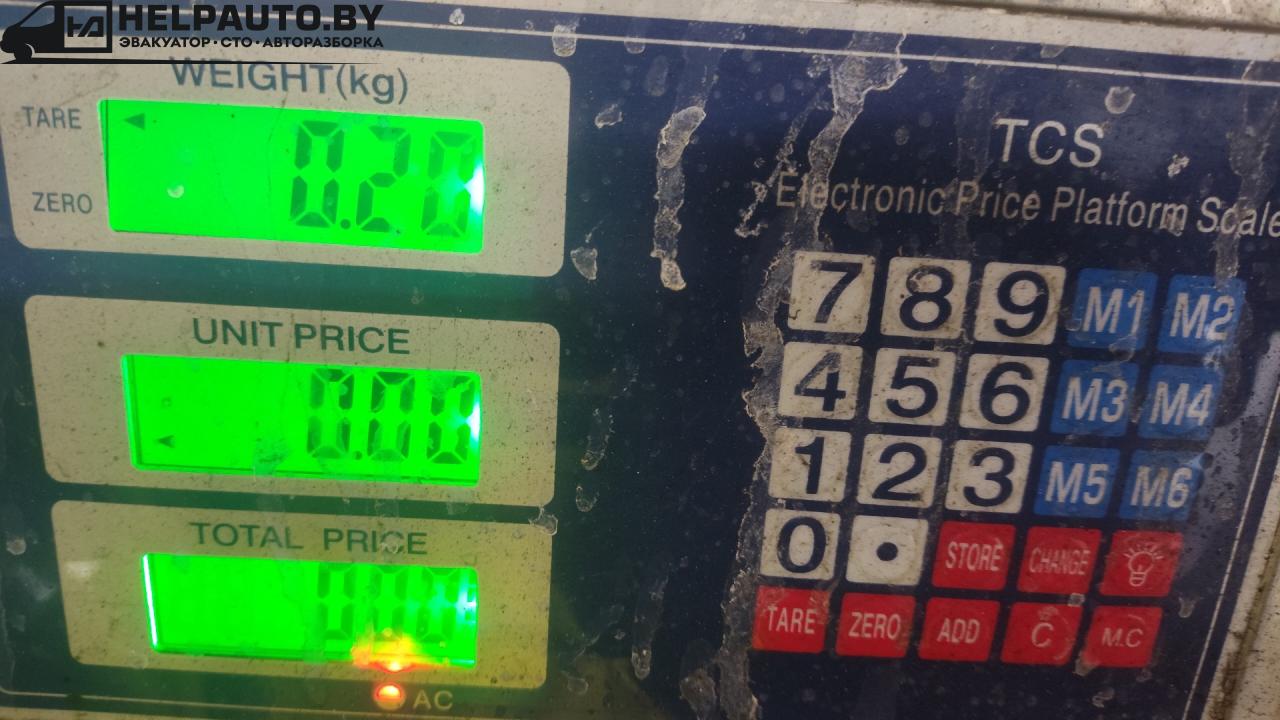 HELPAUTO.BY
ЭВАКУАТОР • СТО • АВТОРАЗБОРКА
WEIGHT(kg)
TARE
0.20
ZERO
UNIT PRICE
0.00
TOTAL PRICE
AC
TCS
Electronic Price Platform Scale
7 8 9 M1 M2
4 5 6 M3 M4
1 2 3 M5 M6
0 • STORE CHANGE
TARE ZERO ADD C M.C